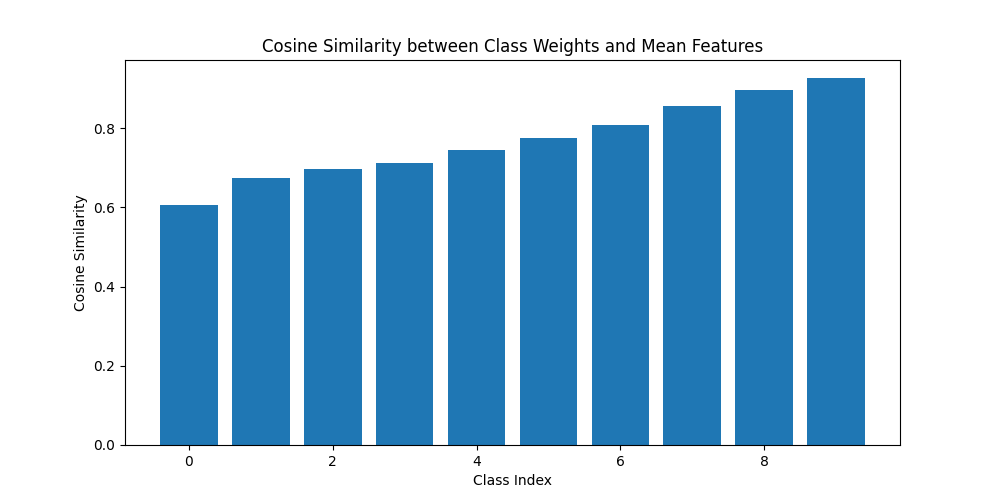 Cosine Similarity between Class Weights and Mean Features
Cosine Similarity
0.8
0.6
0.4
0.2
0.0
0 2 4 6 8
Class Index